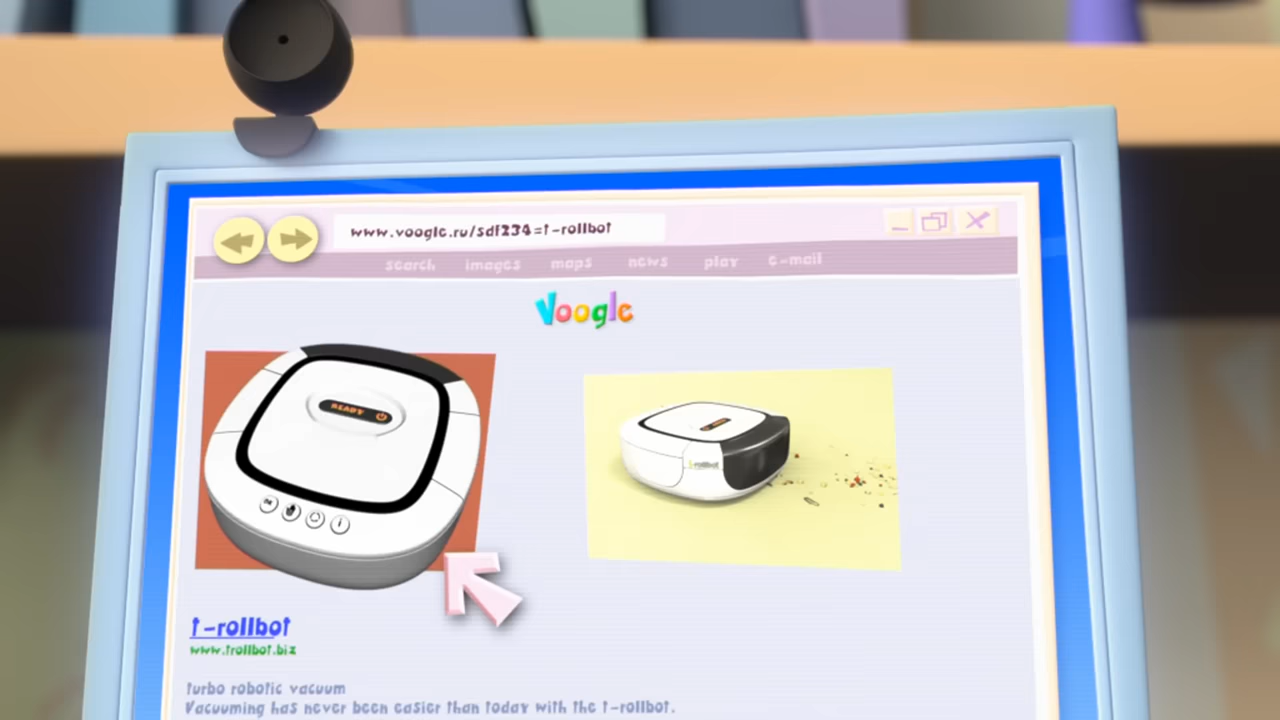 www.voogle.ru/sdf234=t-rollbot
search images maps news play e-mail
Voogle
READY
t-rollbot
t-rollbot
www.trollbot.biz
turbo robotic vacuum
Vacuuming has never been easier than today with the t-rollbot.